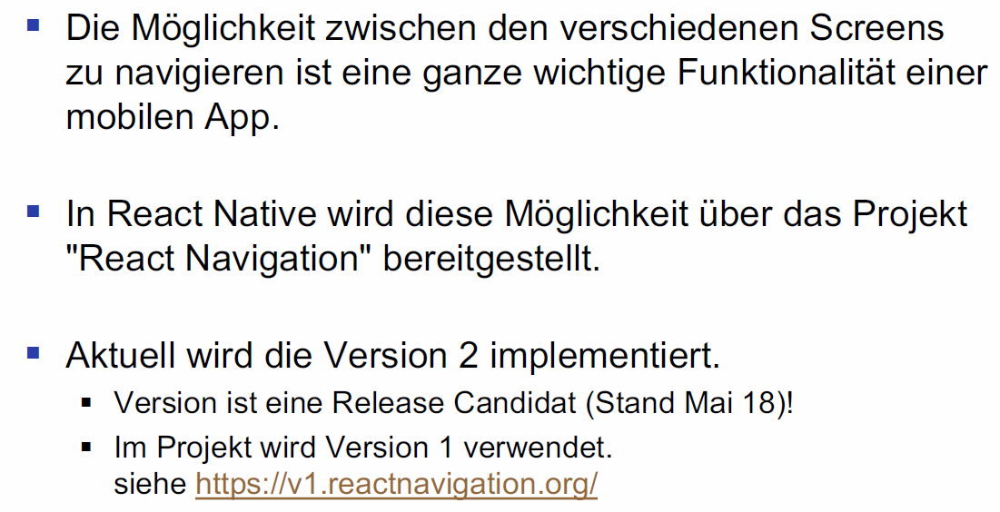 Die Möglichkeit zwischen den verschiedenen Screens
zu navigieren ist eine ganze wichtige Funktionalität einer
mobilen App.
In React Native wird diese Möglichkeit über das Projekt
"React Navigation" bereitgestellt.
Aktuell wird die Version 2 implementiert.
Version ist eine Release Candidat (Stand Mai 18)!
Im Projekt wird Version 1 verwendet.
siehe https://v1.reactnavigation.org/